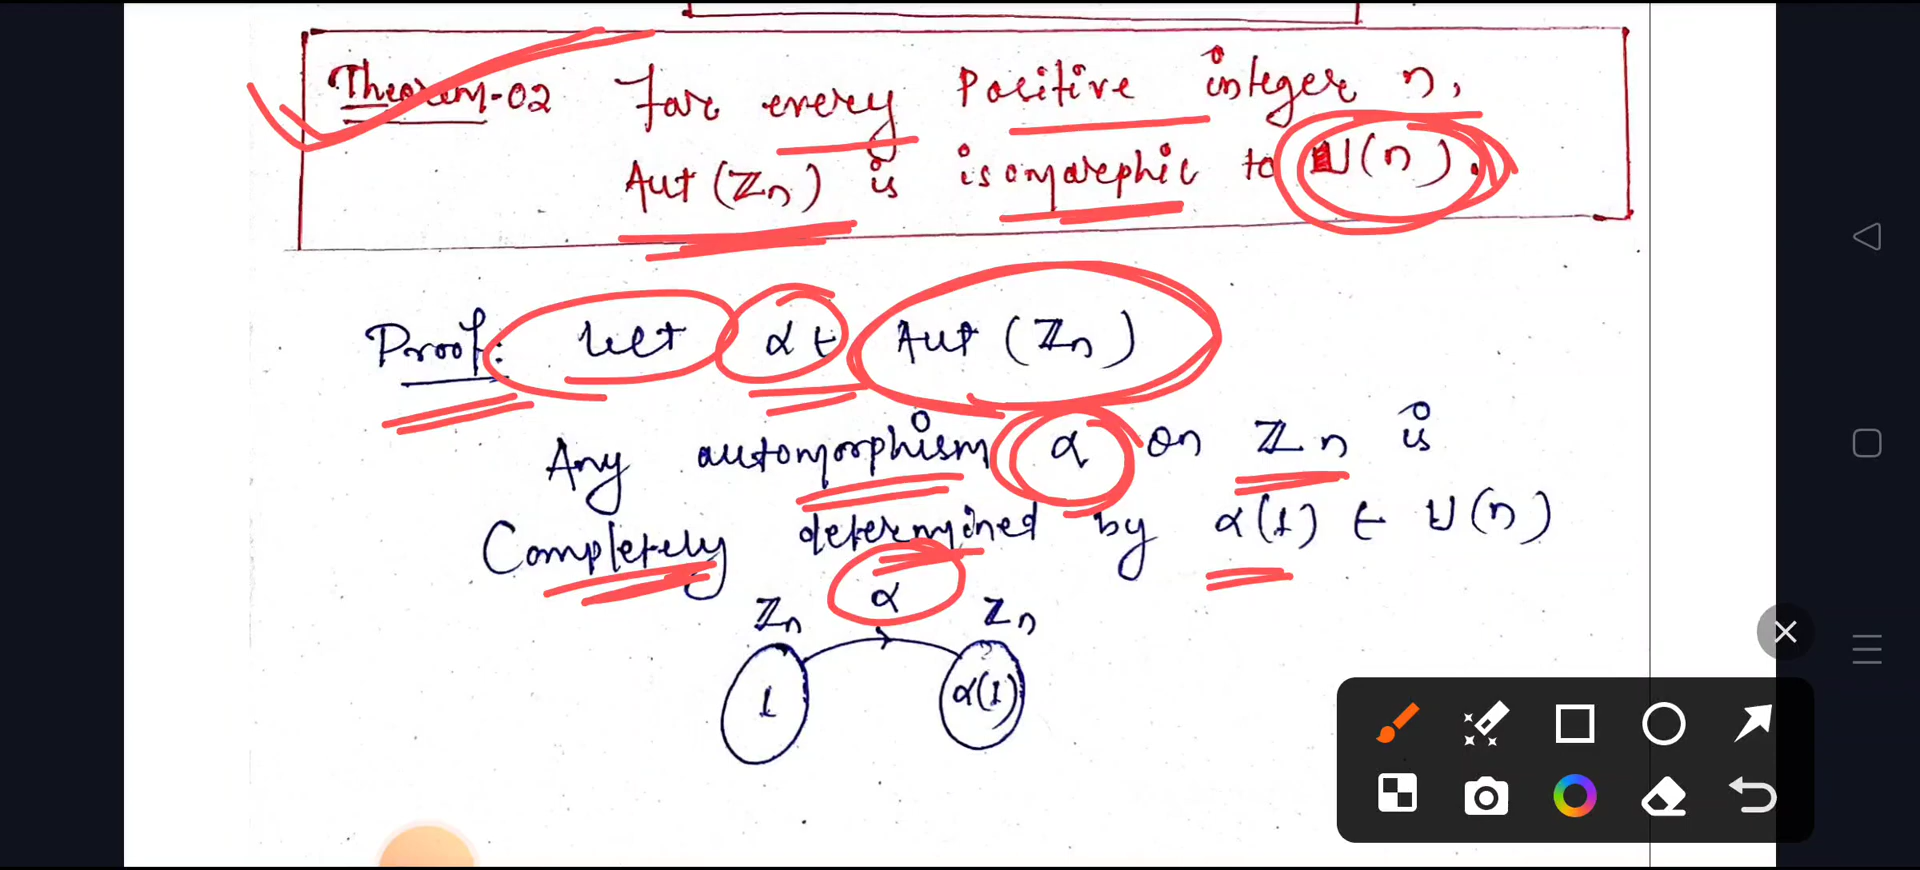 Theorem-02 For every Positive integer n,
Aut (ℤn) is isomorphic to U(n).
Proof: Let α ∈ Aut (ℤn)
Any automorphism α on ℤn is
Completely determined by α(1) ∈ U(n)
ℤn α ℤn
1 α(1)